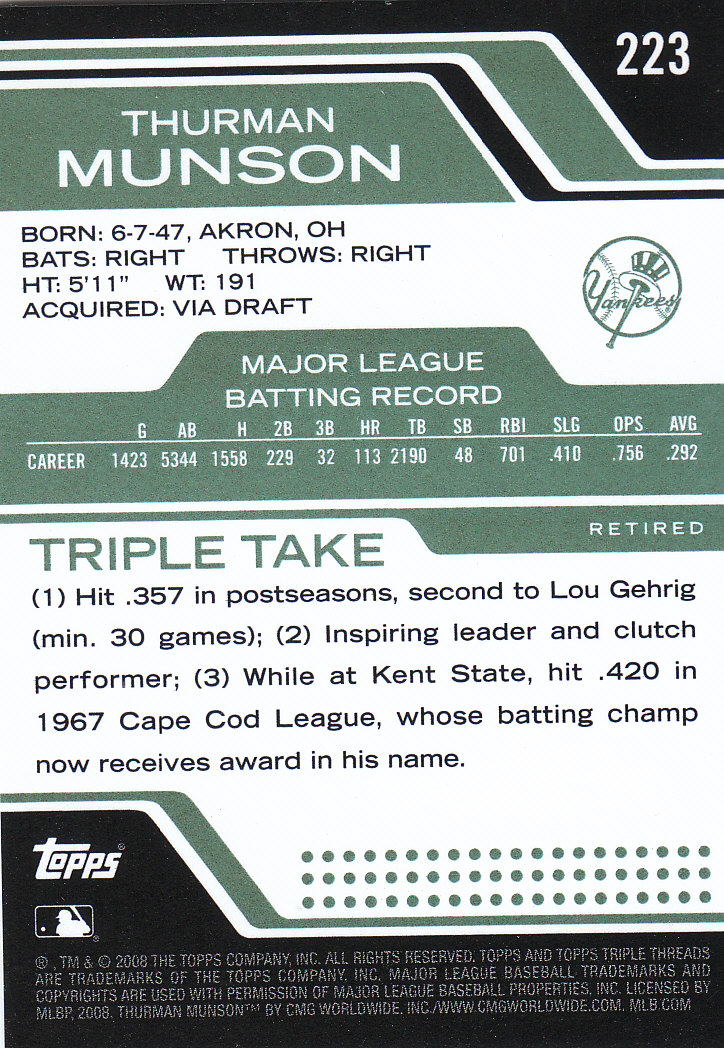 223
THURMAN
MUNSON
BORN: 6-7-47, AKRON, OH
BATS: RIGHT THROWS: RIGHT
HT: 5'11" WT: 191
ACQUIRED: VIA DRAFT
Yankees
MAJOR LEAGUE
BATTING RECORD
G AB H 2B 3B HR TB SB RBI SLG OPS AVG
CAREER 1423 5344 1558 229 32 113 2190 48 701 .410 .756 .292
RETIRED
TRIPLE TAKE
(1) Hit .357 in postseasons, second to Lou Gehrig
(min. 30 games); (2) Inspiring leader and clutch
performer; (3) While at Kent State, hit .420 in
1967 Cape Cod League, whose batting champ
now receives award in his name.
topps®
®, TM & © 2008 THE TOPPS COMPANY, INC. ALL RIGHTS RESERVED. TOPPS AND TOPPS TRIPLE THREADS
ARE TRADEMARKS OF THE TOPPS COMPANY, INC. MAJOR LEAGUE BASEBALL TRADEMARKS AND
COPYRIGHTS ARE USED WITH PERMISSION OF MAJOR LEAGUE BASEBALL PROPERTIES, INC. LICENSED BY
MLBP, 2008. THURMAN MUNSON™ BY CMG WORLDWIDE, INC./WWW.CMGWORLDWIDE.COM. MLB.COM